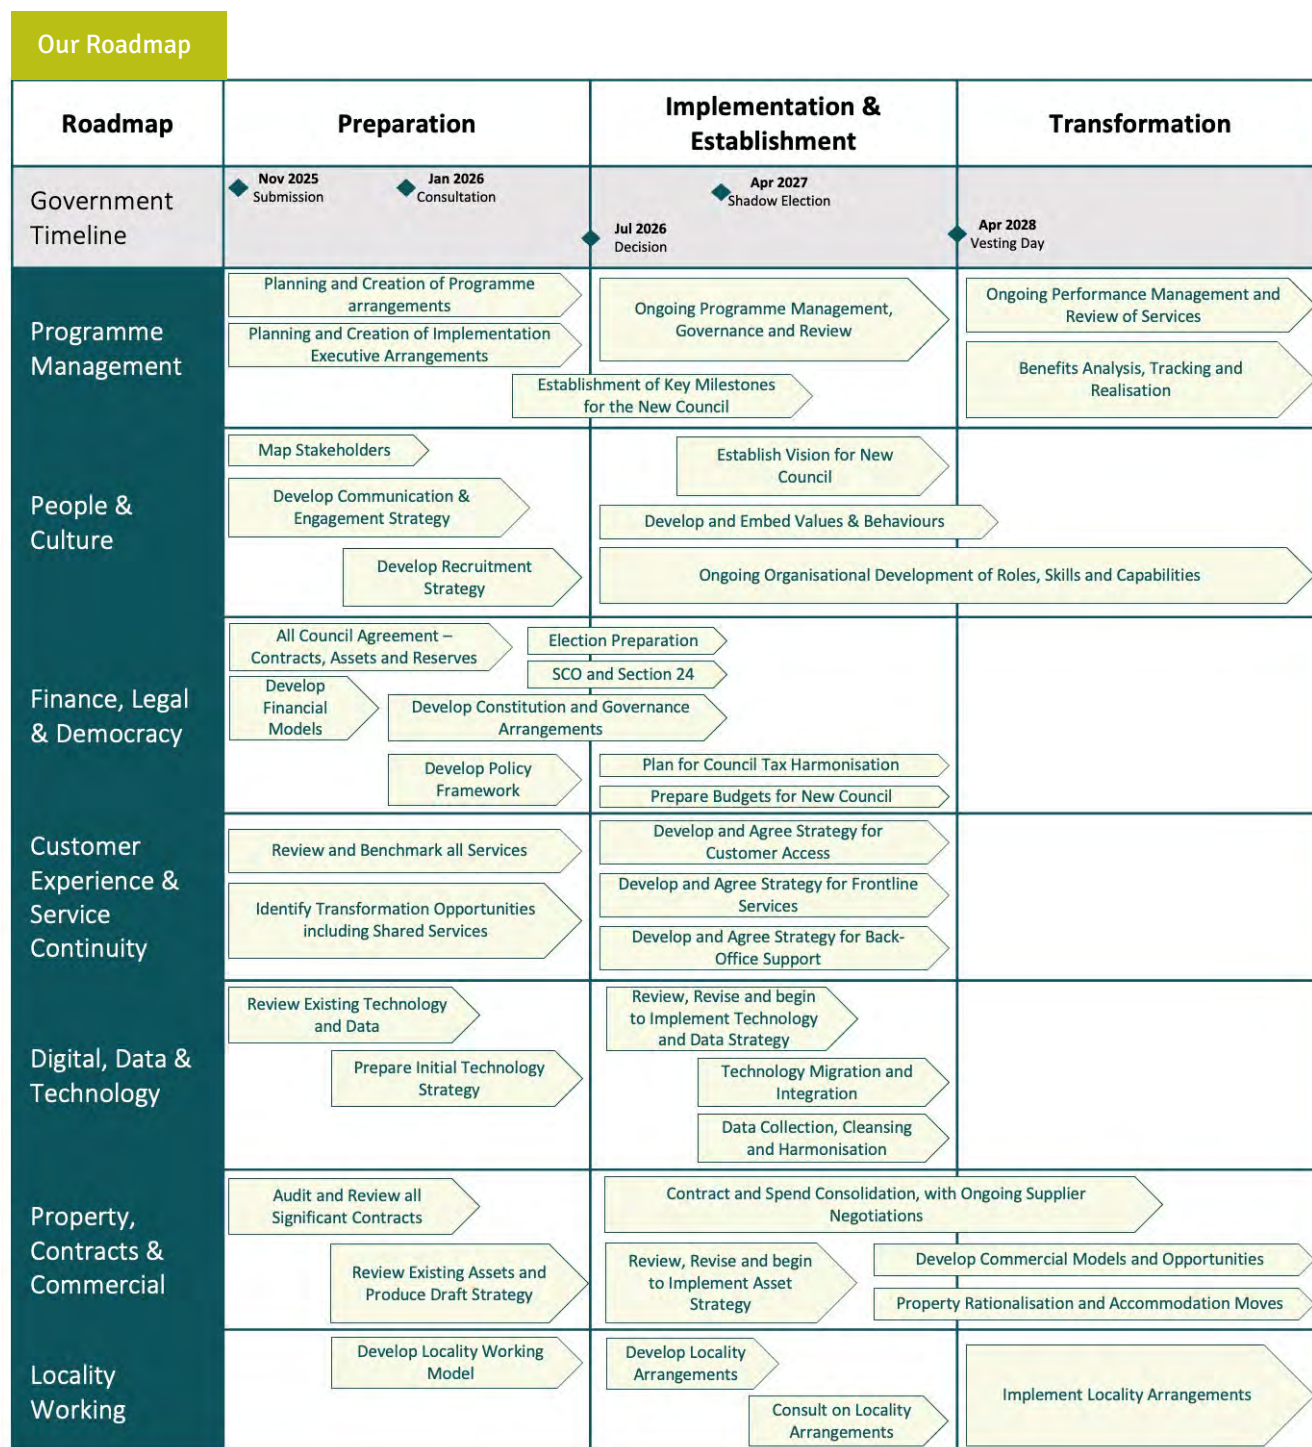 Our Roadmap
Roadmap
Preparation
Implementation &
Establishment
Transformation
Government
Timeline
Nov 2025
Submission
Jan 2026
Consultation
Jul 2026
Decision
Apr 2027
Shadow Election
Apr 2028
Vesting Day
Programme
Management
Planning and Creation of Programme
arrangements
Planning and Creation of Implementation
Executive Arrangements
Establishment of Key Milestones
for the New Council
Ongoing Programme Management,
Governance and Review
Ongoing Performance Management and
Review of Services
Benefits Analysis, Tracking and
Realisation
People &
Culture
Map Stakeholders
Develop Communication &
Engagement Strategy
Develop Recruitment
Strategy
Establish Vision for New
Council
Develop and Embed Values & Behaviours
Ongoing Organisational Development of Roles, Skills and Capabilities
Finance, Legal
& Democracy
All Council Agreement –
Contracts, Assets and Reserves
Develop
Financial
Models
Election Preparation
SCO and Section 24
Develop Constitution and Governance
Arrangements
Develop Policy
Framework
Plan for Council Tax Harmonisation
Prepare Budgets for New Council
Customer
Experience &
Service
Continuity
Review and Benchmark all Services
Identify Transformation Opportunities
including Shared Services
Develop and Agree Strategy for
Customer Access
Develop and Agree Strategy for Frontline
Services
Develop and Agree Strategy for Back-
Office Support
Digital, Data &
Technology
Review Existing Technology
and Data
Prepare Initial Technology
Strategy
Review, Revise and begin
to Implement Technology
and Data Strategy
Technology Migration and
Integration
Data Collection, Cleansing
and Harmonisation
Property,
Contracts &
Commercial
Audit and Review all
Significant Contracts
Review Existing Assets and
Produce Draft Strategy
Contract and Spend Consolidation, with Ongoing Supplier
Negotiations
Review, Revise and begin
to Implement Asset
Strategy
Develop Commercial Models and Opportunities
Property Rationalisation and Accommodation Moves
Locality
Working
Develop Locality Working
Model
Develop Locality
Arrangements
Consult on Locality
Arrangements
Implement Locality Arrangements